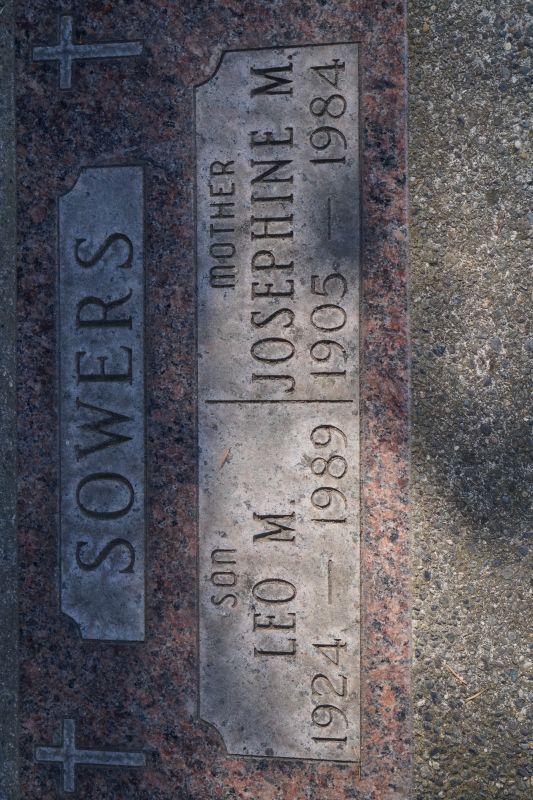 SOWERS
SON
LEO M.
1924 — 1989
MOTHER
JOSEPHINE M.
1905 — 1984